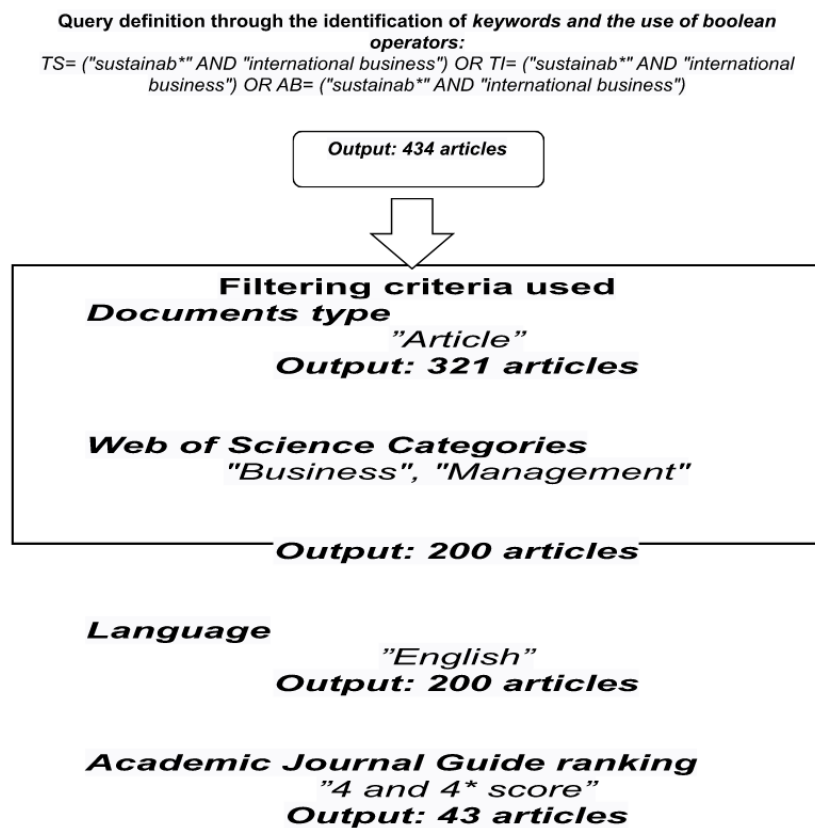 Query definition through the identification of keywords and the use of boolean
operators:
TS= ("sustainab*" AND "international business") OR TI= ("sustainab*" AND "international
business") OR AB= ("sustainab*" AND "international business")
Output: 434 articles
Filtering criteria used
Documents type
”Article”
Output: 321 articles
Web of Science Categories
"Business", "Management"
Output: 200 articles
Language
”English”
Output: 200 articles
Academic Journal Guide ranking
”4 and 4* score”
Output: 43 articles